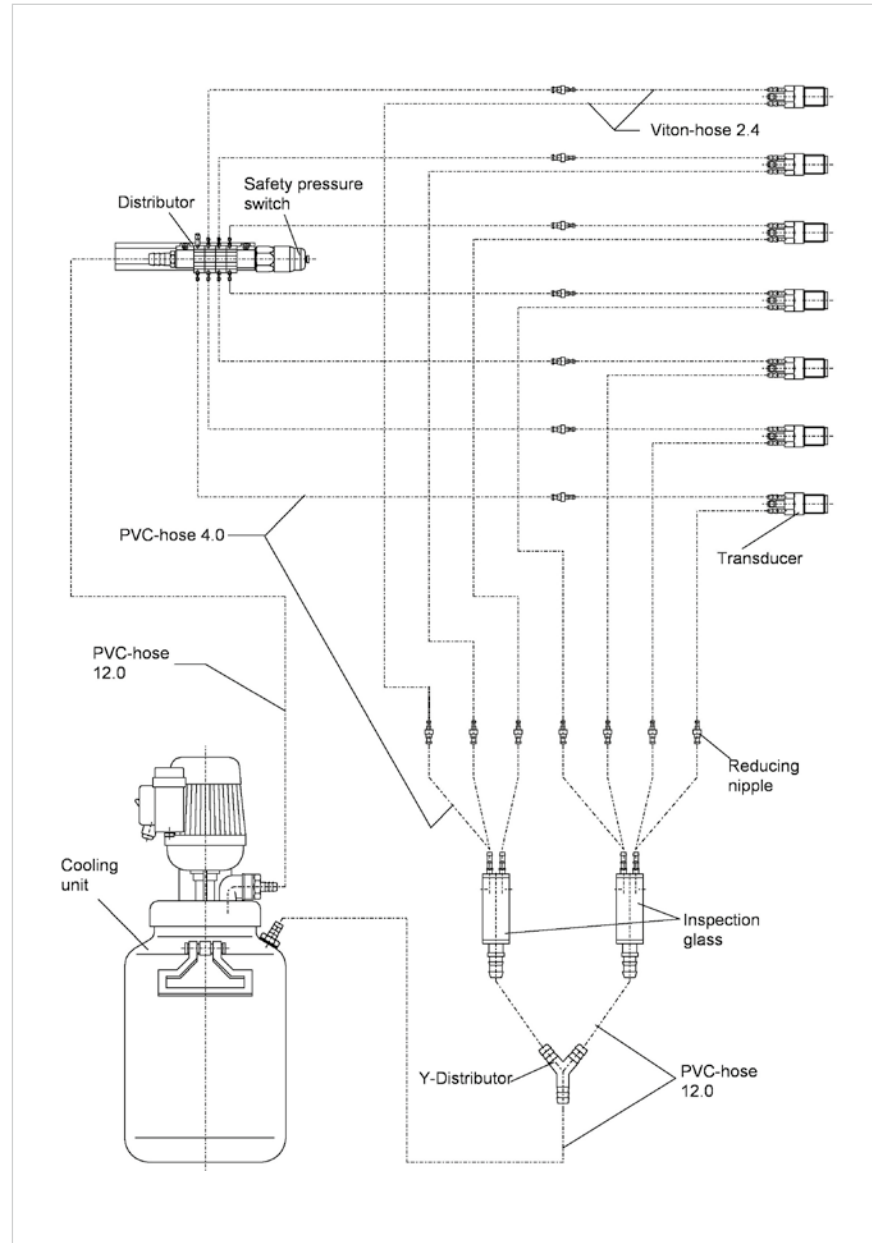 Viton-hose 2.4
Safety pressure
switch
Distributor
PVC-hose 4.0
Transducer
PVC-hose
12.0
Reducing
nipple
Cooling
unit
Inspection
glass
Y-Distributor
PVC-hose
12.0